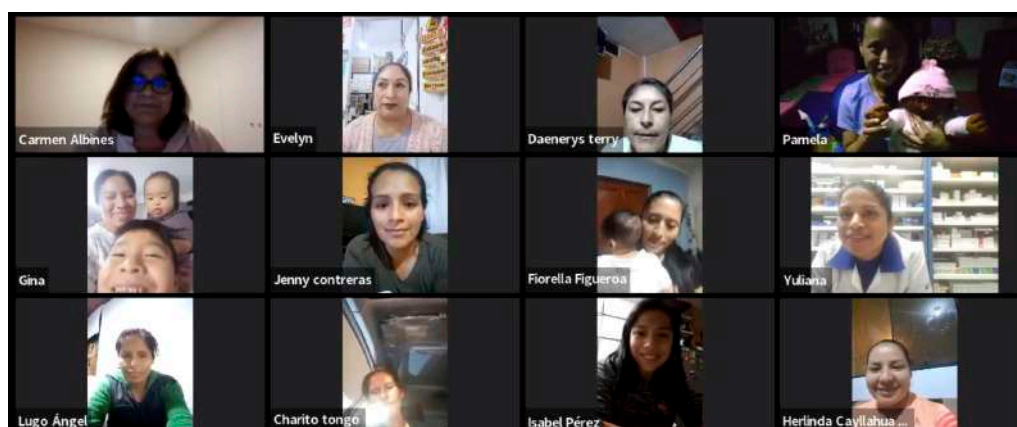 Carmen Albines
Evelyn
Daenerys terry
Pamela
Gina
Jenny contreras
Fiorella Figueroa
Yuliana
Lugo Ángel
Charito tongo
Isabel Pérez
Herlinda Cayllahua ...